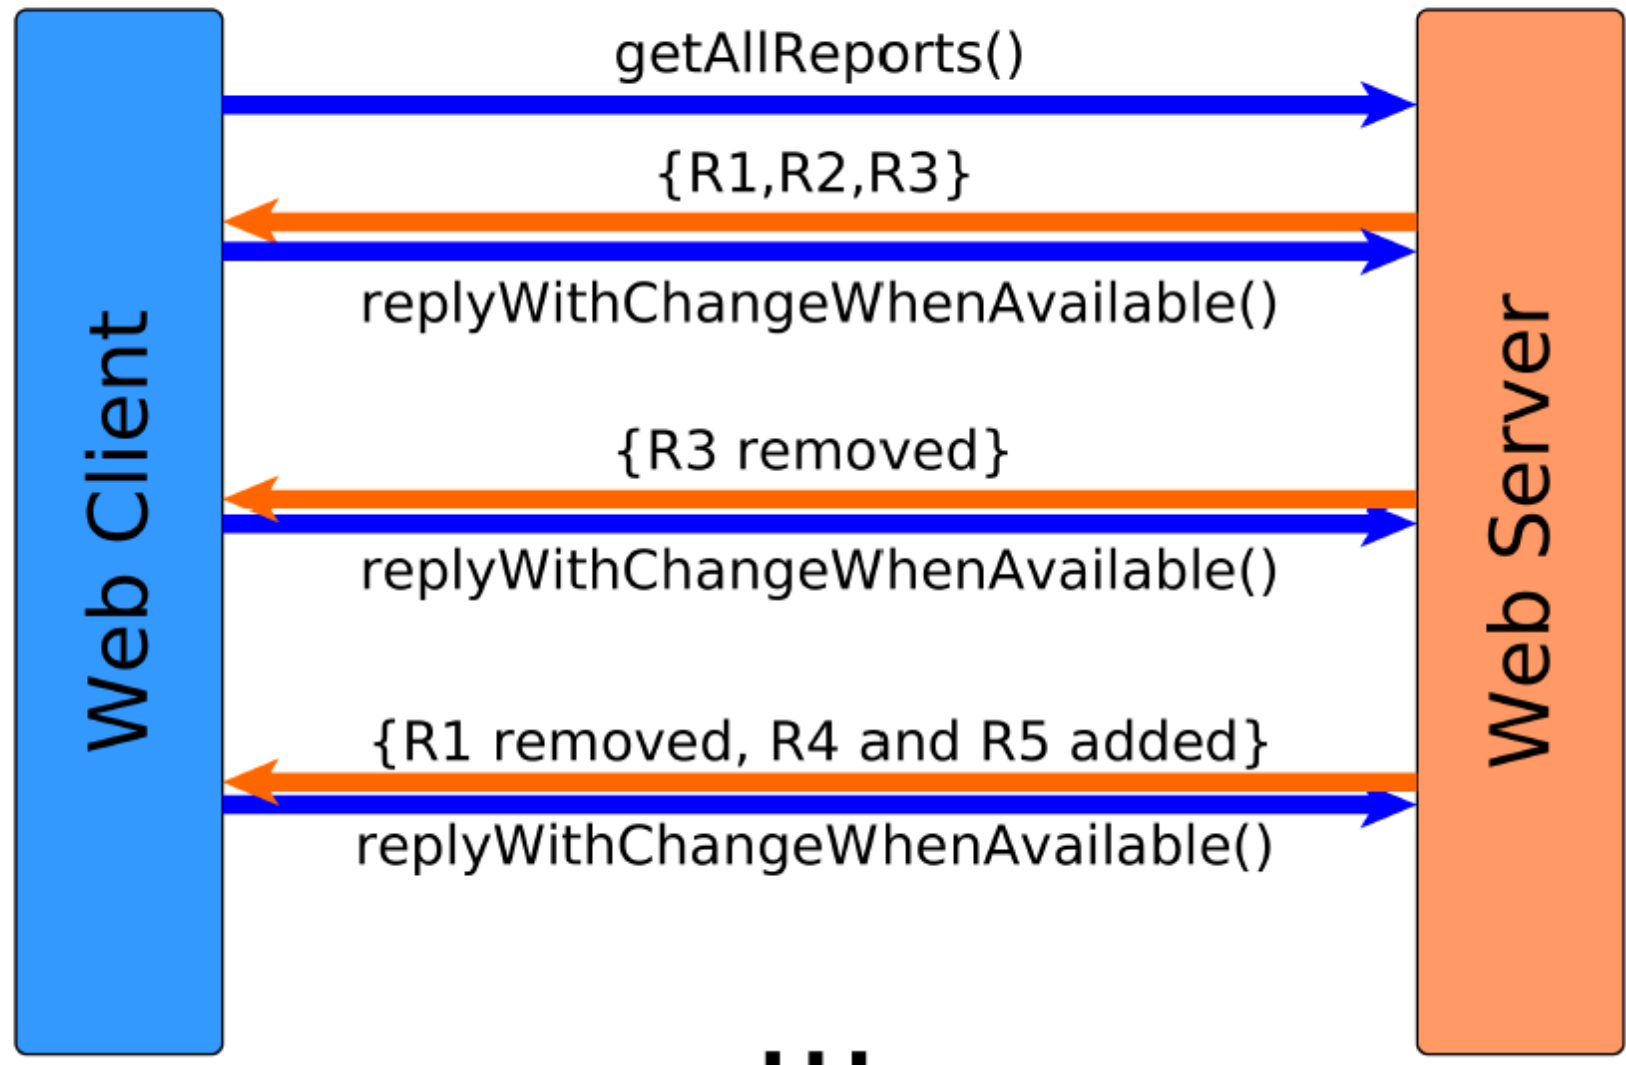 getAllReports()
{R1,R2,R3}
replyWithChangeWhenAvailable()
{R3 removed}
replyWithChangeWhenAvailable()
{R1 removed, R4 and R5 added}
replyWithChangeWhenAvailable()
...
Web Client
Web Server